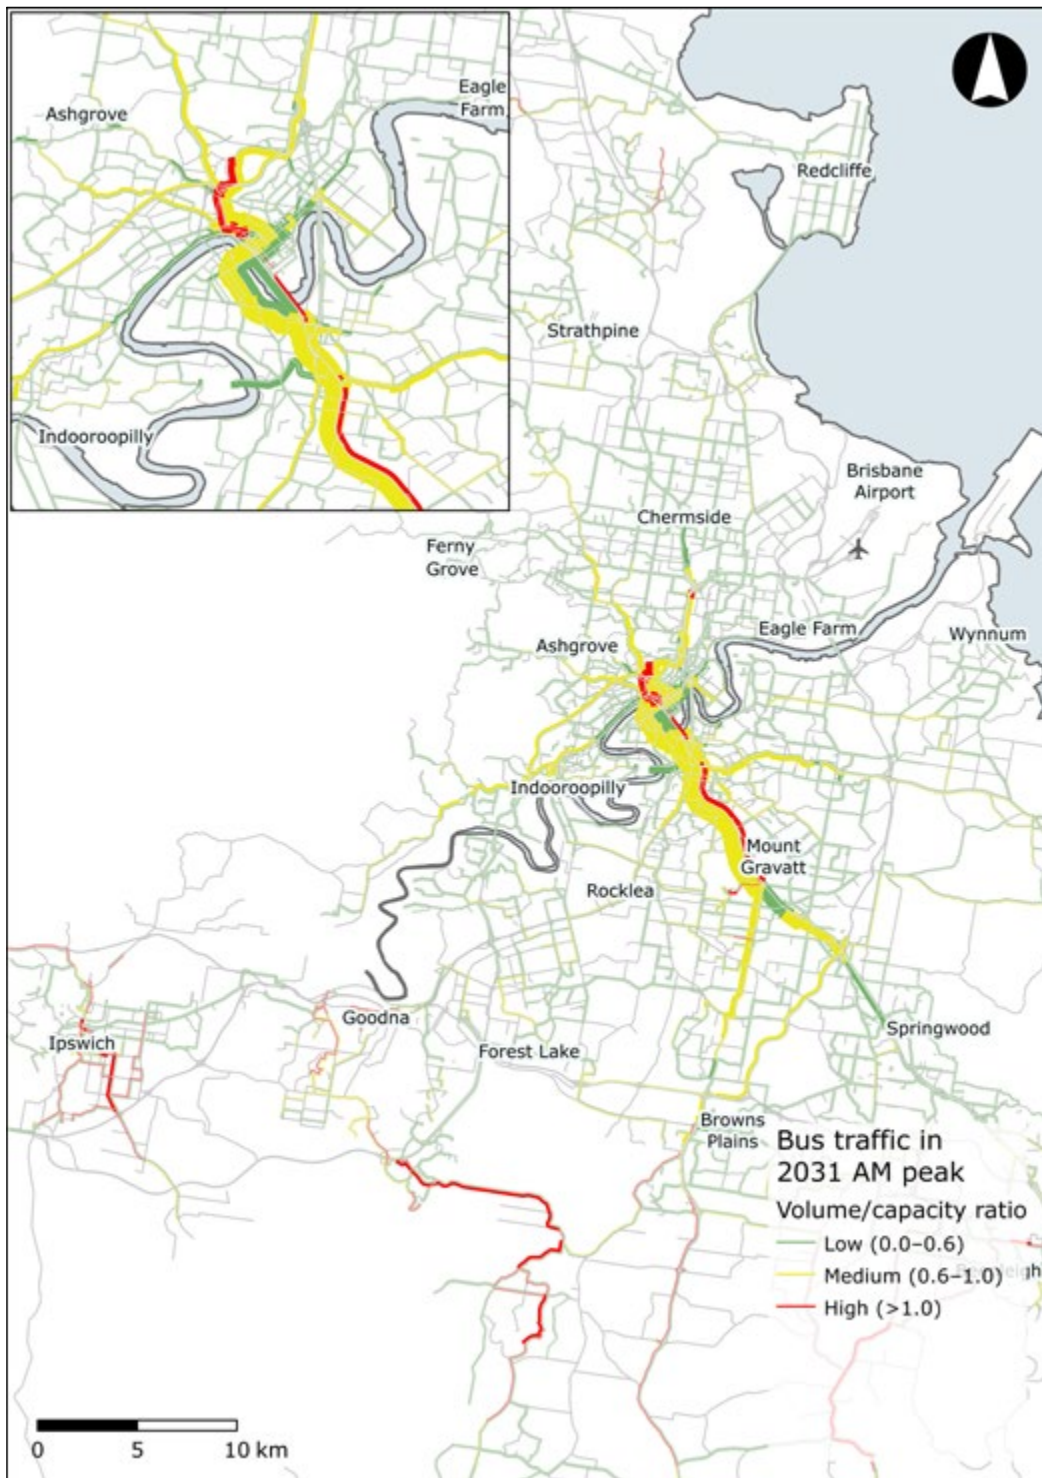 Eagle
Farm
Ashgrove
Indooroopilly
Redcliffe
Strathpine
Brisbane
Airport
Chermside
Ferny
Grove
Eagle Farm
Wynnum
Ashgrove
Indooroopilly
Mount
Gravatt
Rocklea
Goodna
Springwood
Ipswich
Forest Lake
Browns
Plains
Bus traffic in
2031 AM peak
Volume/capacity ratio
Low (0.0–0.6)
Medium (0.6–1.0)
High (>1.0)
0 5 10 km